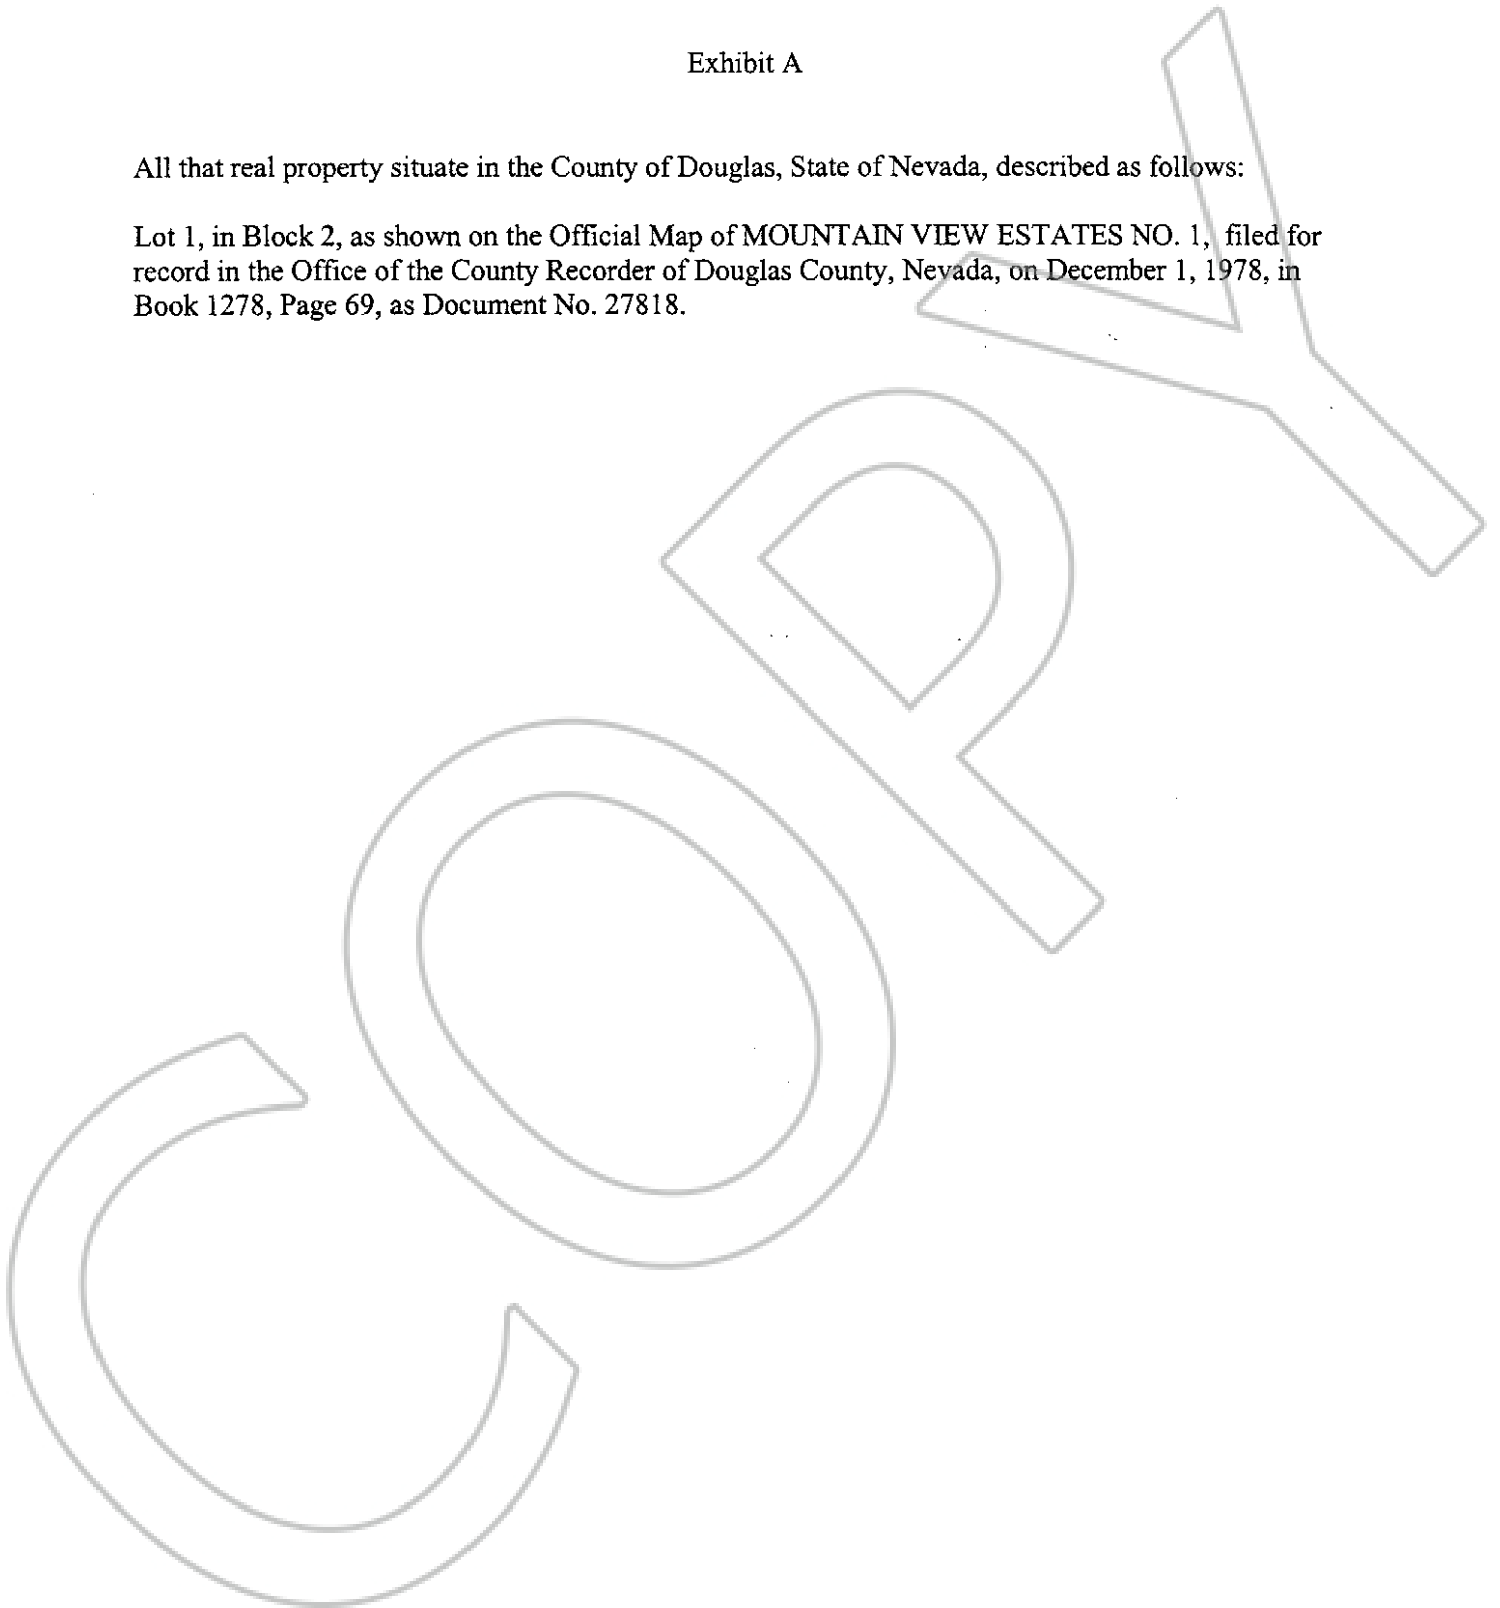 Exhibit A
All that real property situate in the County of Douglas, State of Nevada, described as follows:
Lot 1, in Block 2, as shown on the Official Map of MOUNTAIN VIEW ESTATES NO. 1, filed for
record in the Office of the County Recorder of Douglas County, Nevada, on December 1, 1978, in
Book 1278, Page 69, as Document No. 27818.
COPY